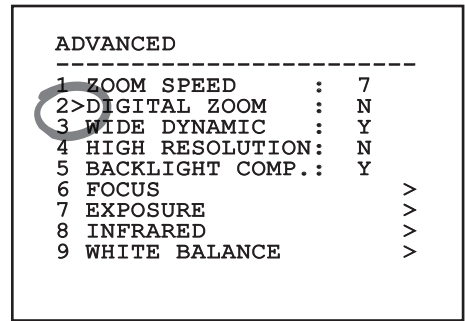 ADVANCED
-------------------------
1 ZOOM SPEED : 7
2>DIGITAL ZOOM : N
3 WIDE DYNAMIC : Y
4 HIGH RESOLUTION: N
5 BACKLIGHT COMP.: Y
6 FOCUS >
7 EXPOSURE >
8 INFRARED >
9 WHITE BALANCE >